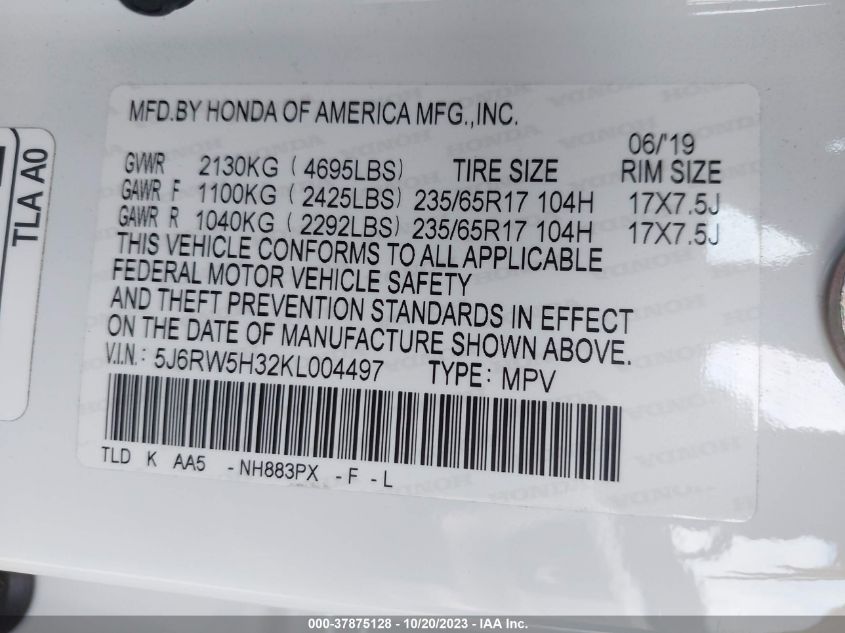 MFD.BY HONDA OF AMERICA MFG.,INC.
06/'19
GVWR 2130KG (4695LBS) TIRE SIZE RIM SIZE
GAWR F 1100KG (2425LBS) 235/65R17 104H 17X7.5J
GAWR R 1040KG (2292LBS) 235/65R17 104H 17X7.5J
THIS VEHICLE CONFORMS TO ALL APPLICABLE
FEDERAL MOTOR VEHICLE SAFETY
AND THEFT PREVENTION STANDARDS IN EFFECT
ON THE DATE OF MANUFACTURE SHOWN ABOVE.
V.I.N.: 5J6RW5H32KL004497 TYPE: MPV
TLD K AA5 -NH883PX -F -L
TLA A0
000-37875128 - 10/20/2023 - IAAI Inc.